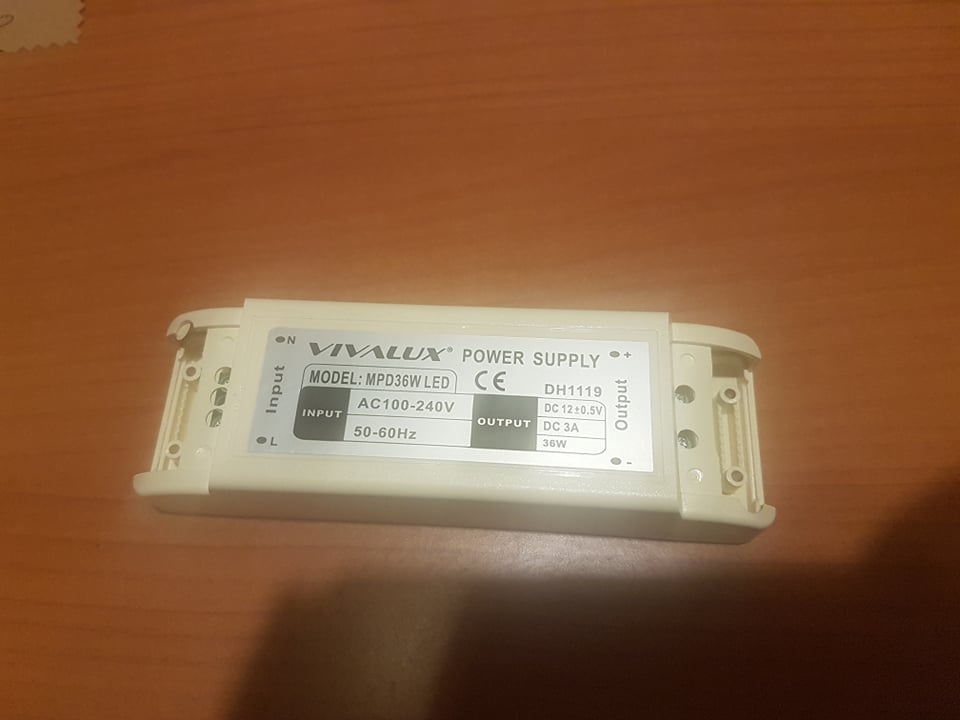 N
VIVALUX® POWER SUPPLY
Input
MODEL: MPD36W LED
CE
DH1119
INPUT
AC100-240V
50-60Hz
OUTPUT
DC 12±0.5V
DC 3A
36W
Output
+
L
-